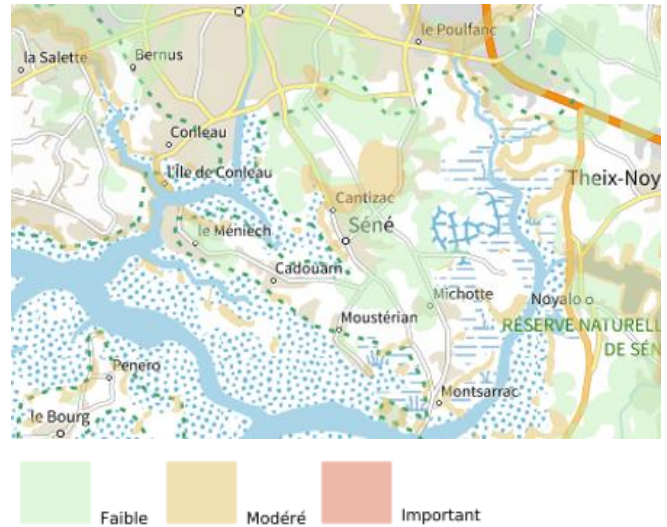 le Poulfanc
la Salette
Bernus
Conleau
L'Île de Conleau
Theix-Noy
Cantizac
Séné
le Méniech
Cadouarn
Michotte
Noyalo
Moustérian
RÉSERVE NATURELL
DE SÉN
Penero
Montsarrac
le Bourg
Faible
Modéré
Important